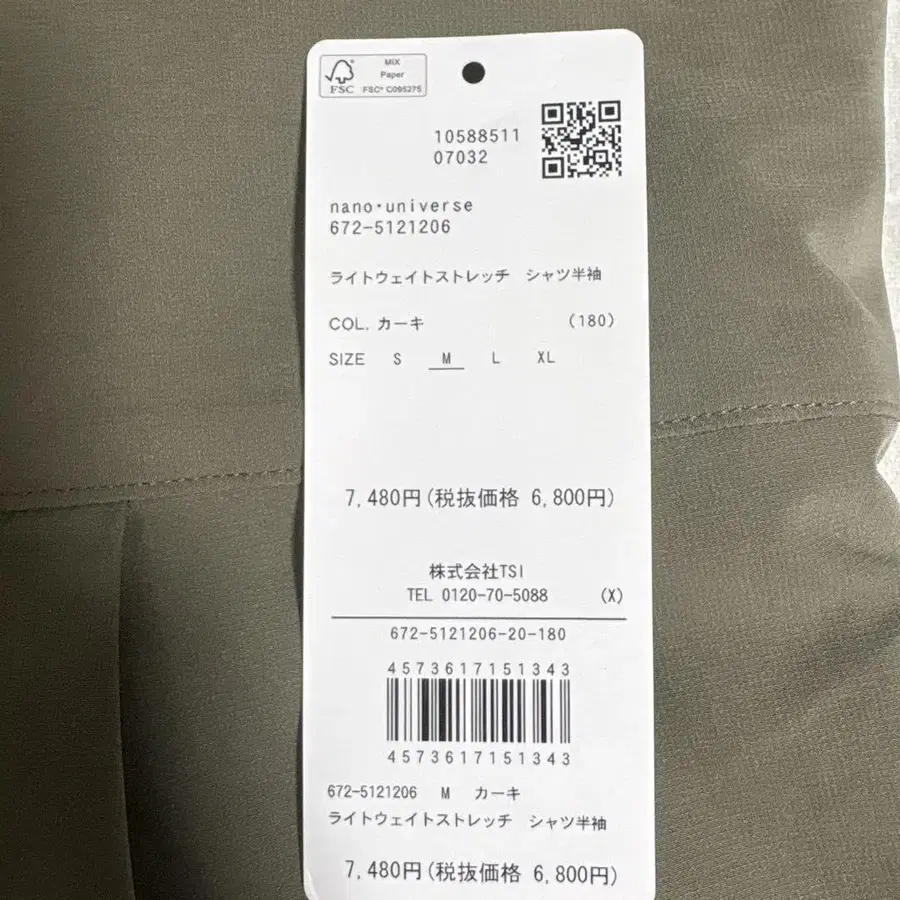 MIX
Paper
FSC
FSC® C095275
10588511
07032
nano・universe
672-5121206
ライトウェイトストレッチ シャツ半袖
COL. カーキ (180)
SIZE S M L XL
7,480円(税抜価格 6,800円)
株式会社TSI
TEL 0120-70-5088 (X)
672-5121206-20-180
4573617151343
4573617151343
672-5121206 M カーキ
ライトウェイトストレッチ シャツ半袖
7,480円(税抜価格 6,800円)